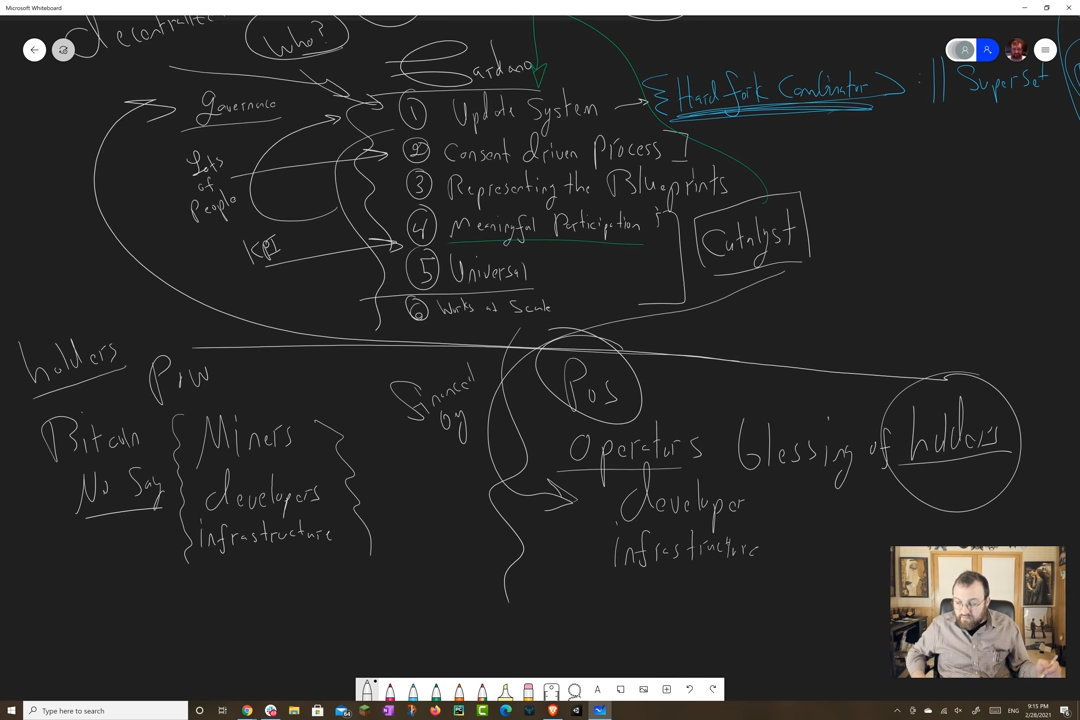 Microsoft Whiteboard
decentraliz
Who?
Cardano
Governance
① Update System
Hard fork Combinator : || SuperSet
② Consent driven Process
Lots
of
People
③ Representing the Blueprints
④ Meaningful Participation
Catalyst
KPI
⑤ Universal
⑥ Works at Scale
holders
PoW
Bitcoin
No Say
Miners
developers
infrastructure
Pos
operators blessing of holders
developer
infrastructure
Type here to search
64
ENG
9:15 PM
2/28/2021
6